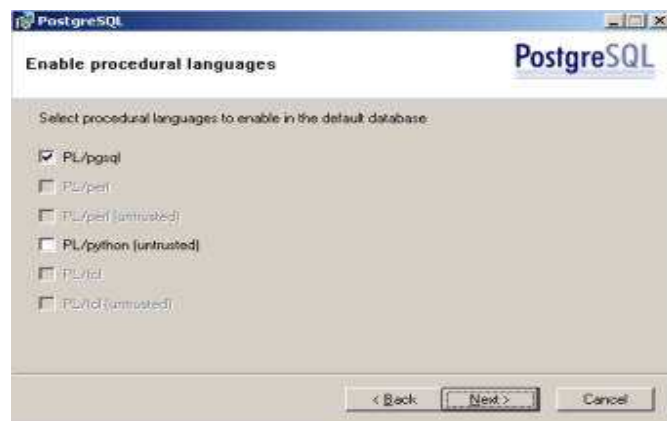 PostgreSQL
Enable procedural languages
PostgreSQL
Select procedural languages to enable in the default database
PL/pgsql
PL/perl
PL/perl (untrusted)
PL/python (untrusted)
PL/tcl
PL/tcl (untrusted)
< Back
Next >
Cancel